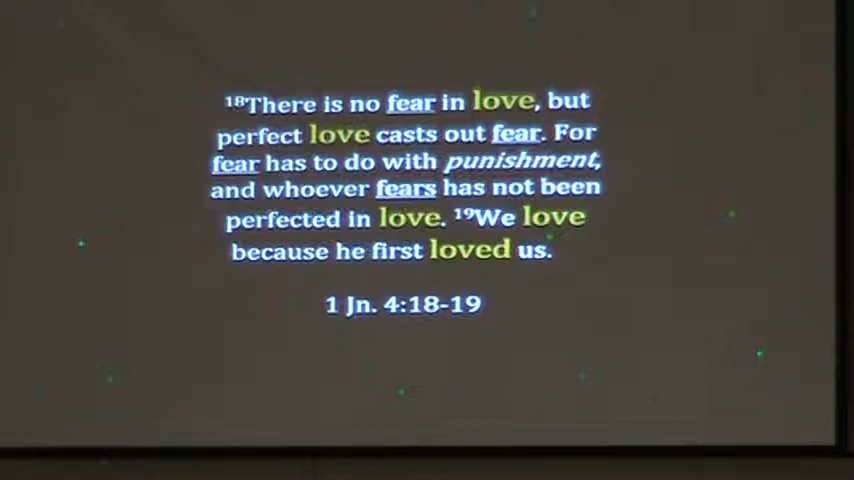 ¹⁸There is no fear in love, but
perfect love casts out fear. For
fear has to do with punishment,
and whoever fears has not been
perfected in love. ¹⁹We love
because he first loved us.
1 Jn. 4:18-19